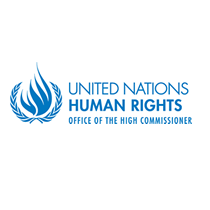 UNITED NATIONS
HUMAN RIGHTS
OFFICE OF THE HIGH COMMISSIONER